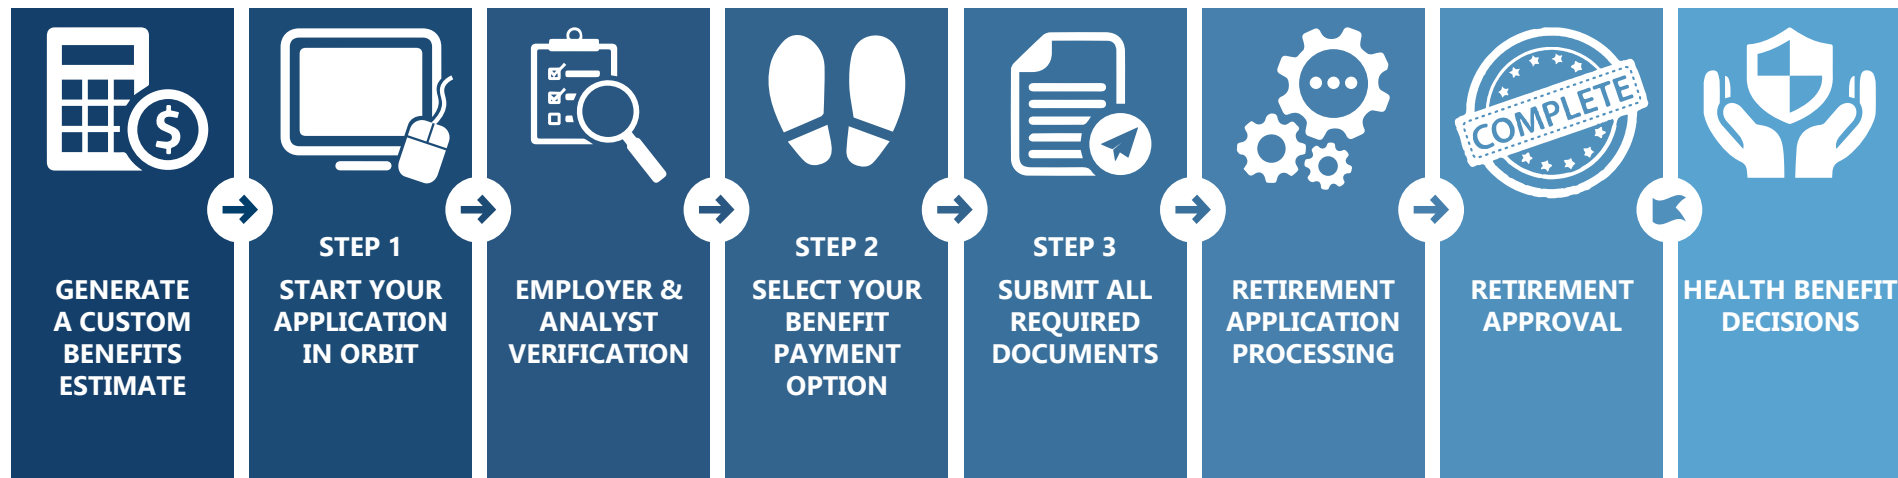 $
GENERATE
A CUSTOM
BENEFITS
ESTIMATE
STEP 1
START YOUR
APPLICATION
IN ORBIT
EMPLOYER &
ANALYST
VERIFICATION
STEP 2
SELECT YOUR
BENEFIT
PAYMENT
OPTION
STEP 3
SUBMIT ALL
REQUIRED
DOCUMENTS
RETIREMENT
APPLICATION
PROCESSING
COMPLETE
RETIREMENT
APPROVAL
HEALTH BENEFIT
DECISIONS